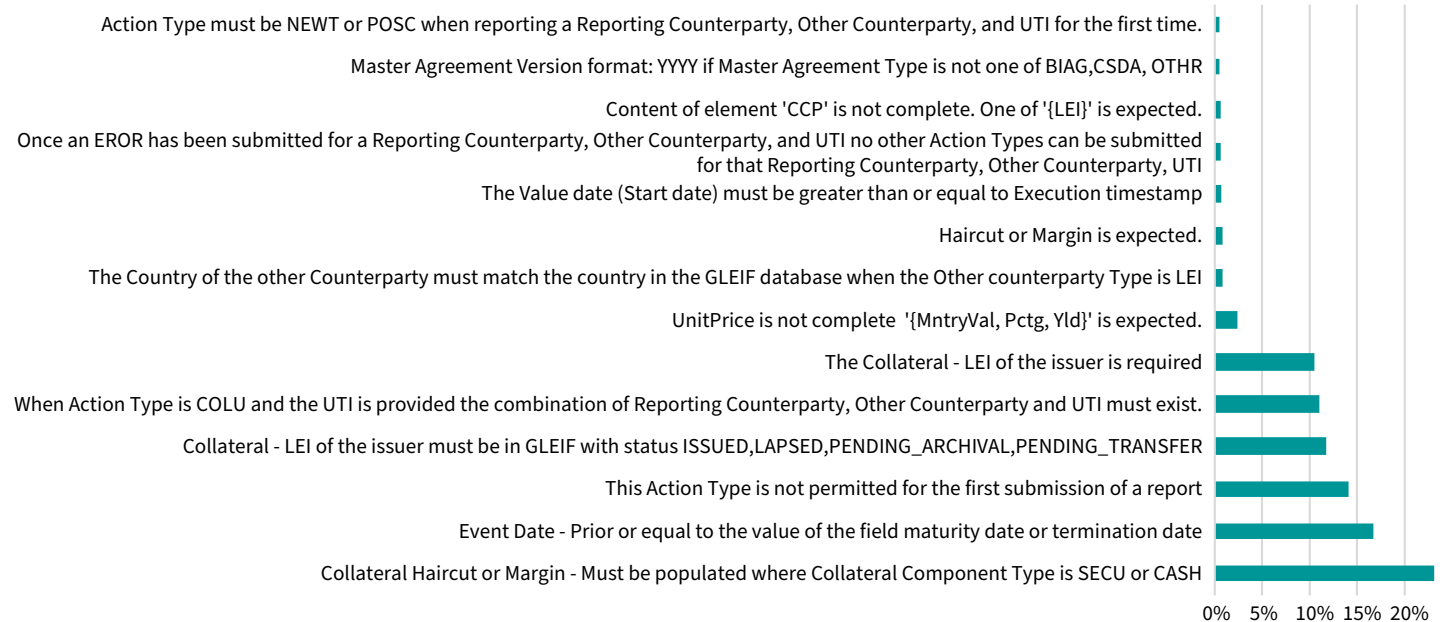 Action Type must be NEWT or POSC when reporting a Reporting Counterparty, Other Counterparty, and UTI for the first time.
Master Agreement Version format: YYYY if Master Agreement Type is not one of BIAG,CSDA, OTHR
Content of element 'CCP' is not complete. One of '{LEI}' is expected.
Once an EROR has been submitted for a Reporting Counterparty, Other Counterparty, and UTI no other Action Types can be submitted
for that Reporting Counterparty, Other Counterparty, UTI
The Value date (Start date) must be greater than or equal to Execution timestamp
Haircut or Margin is expected.
The Country of the other Counterparty must match the country in the GLEIF database when the Other counterparty Type is LEI
UnitPrice is not complete  '{MntryVal, Pctg, Yld}' is expected.
The Collateral - LEI of the issuer is required
When Action Type is COLU and the UTI is provided the combination of Reporting Counterparty, Other Counterparty and UTI must exist.
Collateral - LEI of the issuer must be in GLEIF with status ISSUED,LAPSED,PENDING_ARCHIVAL,PENDING_TRANSFER
This Action Type is not permitted for the first submission of a report
Event Date - Prior or equal to the value of the field maturity date or termination date
Collateral Haircut or Margin - Must be populated where Collateral Component Type is SECU or CASH
0% 5% 10% 15% 20%